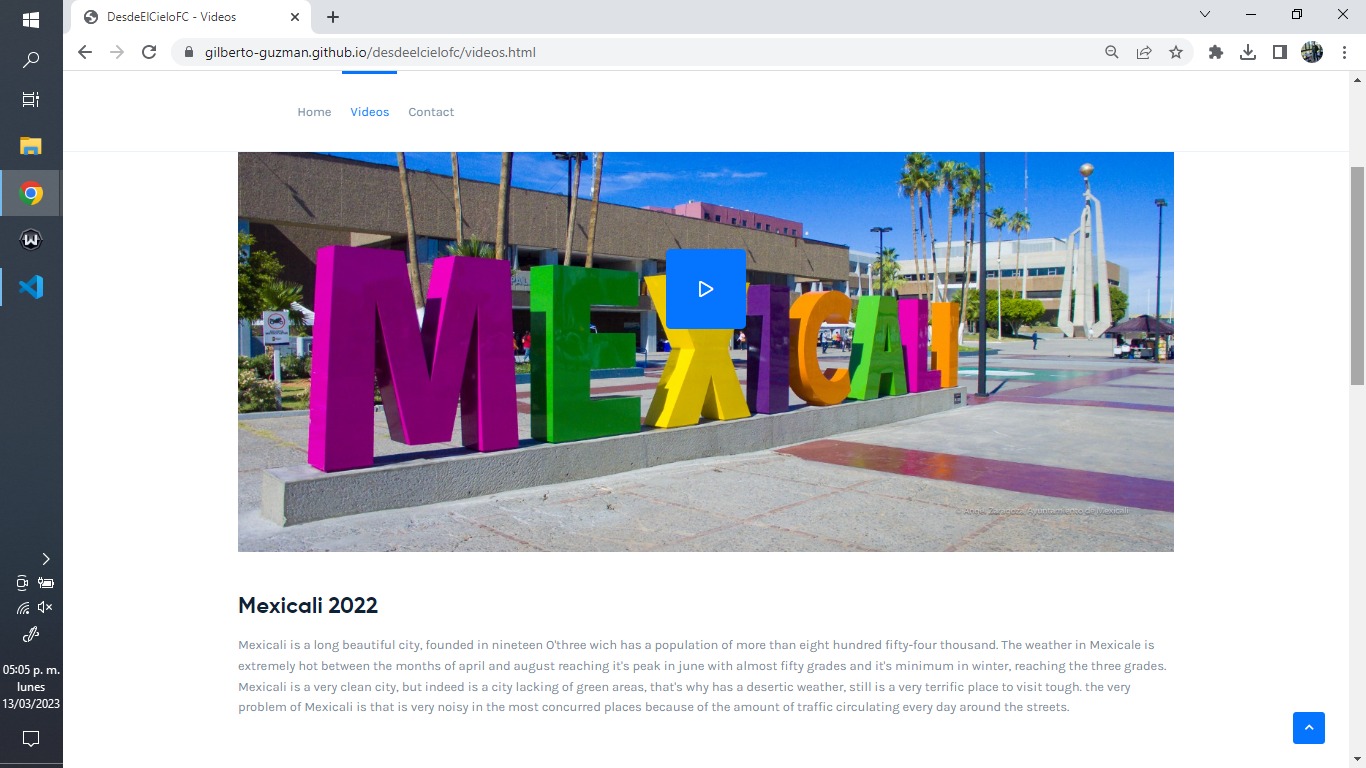 DesdeElCieloFC - Videos
gilberto-guzman.github.io/desdeelcielofc/videos.html
Home Videos Contact
MEXICALI
© Angel Zaragoza, Ayuntamiento de Mexicali
Mexicali 2022
Mexicali is a long beautiful city, founded in nineteen O'three wich has a population of more than eight hundred fifty-four thousand. The weather in Mexicale is
extremely hot between the months of april and august reaching it's peak in june with almost fifty grades and it's minimum in winter, reaching the three grades.
Mexicali is a very clean city, but indeed is a city lacking of green areas, that's why has a desertic weather, still is a very terrific place to visit tough. the very
problem of Mexicali is that is very noisy in the most concurred places because of the amount of traffic circulating every day around the streets.
05:05 p. m.
lunes
13/03/2023